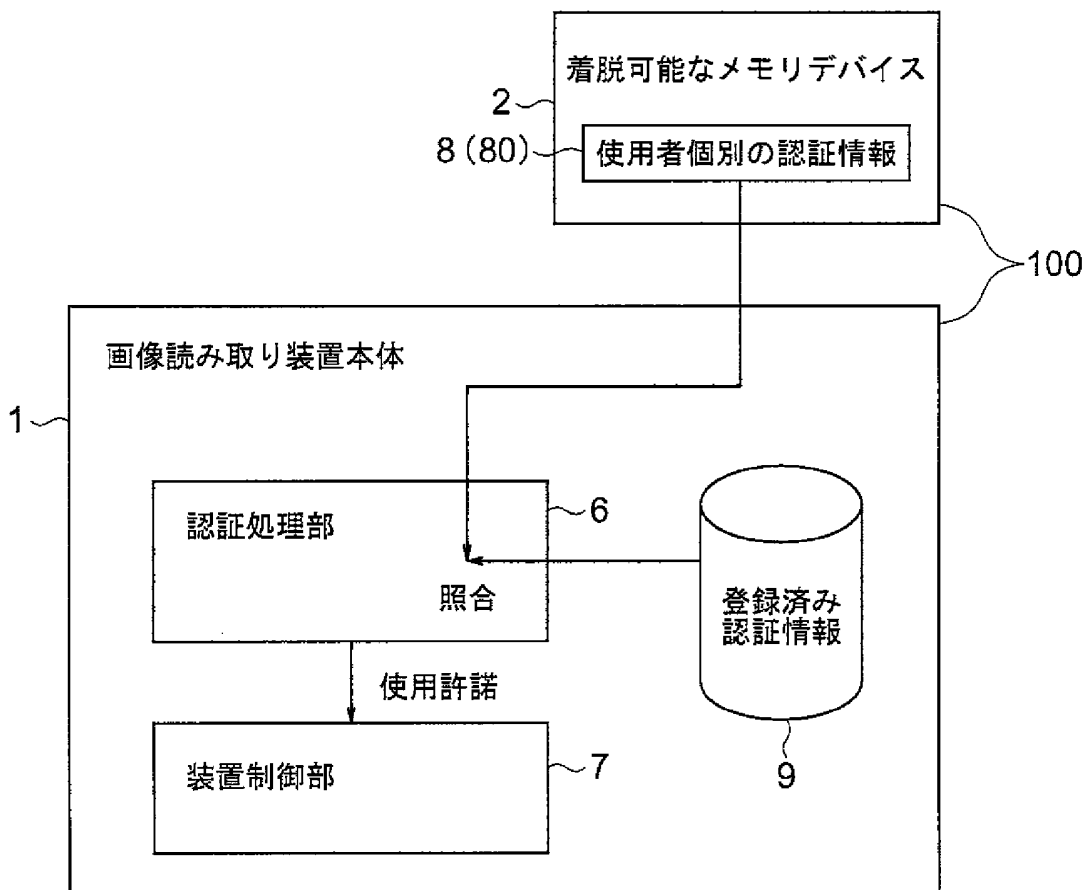 着脱可能なメモリデバイス
2
8(80)
使用者個別の認証情報
100
画像読み取り装置本体
1
認証処理部
6
照合
登録済み
認証情報
使用許諾
装置制御部
7
9